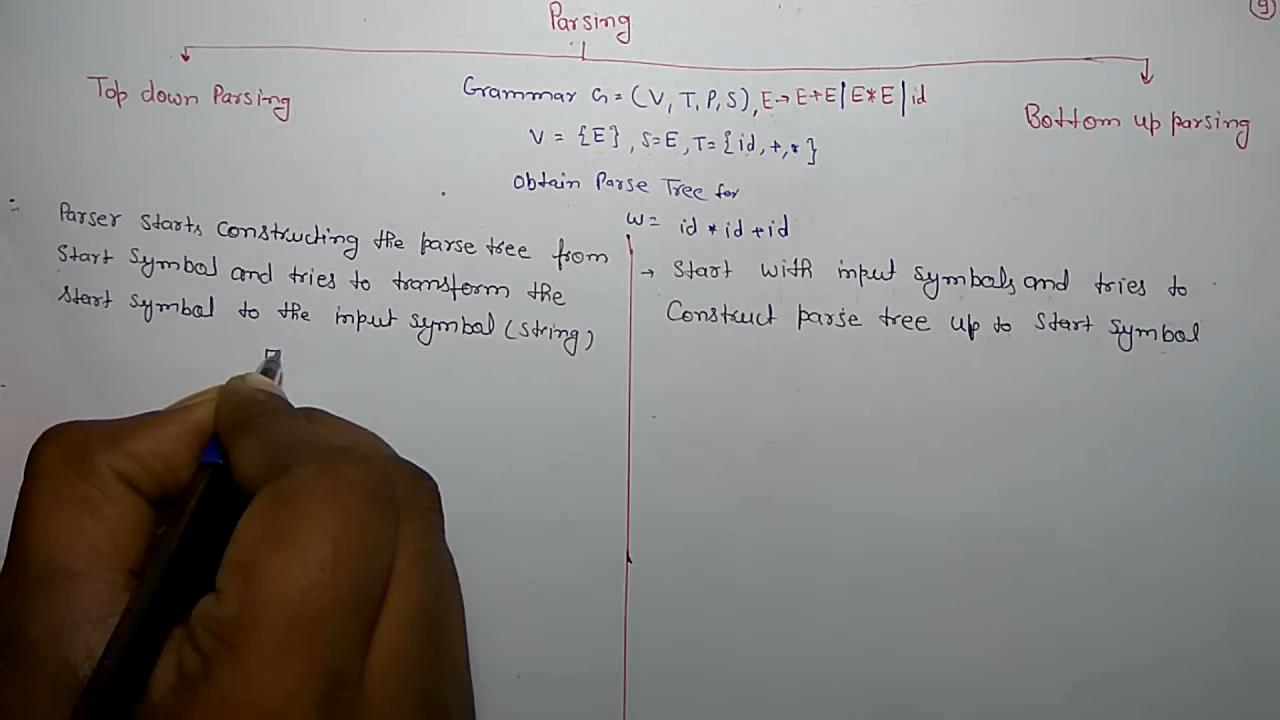 9
Parsing
Top down Parsing
Grammar G = (V, T, P, S), E→E+E|E*E|id
Bottom up parsing
V = {E}, S=E, T={id, +, *}
Obtain Parse Tree for
W= id * id + id
Parser starts constructing the parse tree from
Start Symbol and tries to transform the
Start symbol to the input symbol (string)
→ Start with input symbols and tries to
Construct parse tree up to start symbol